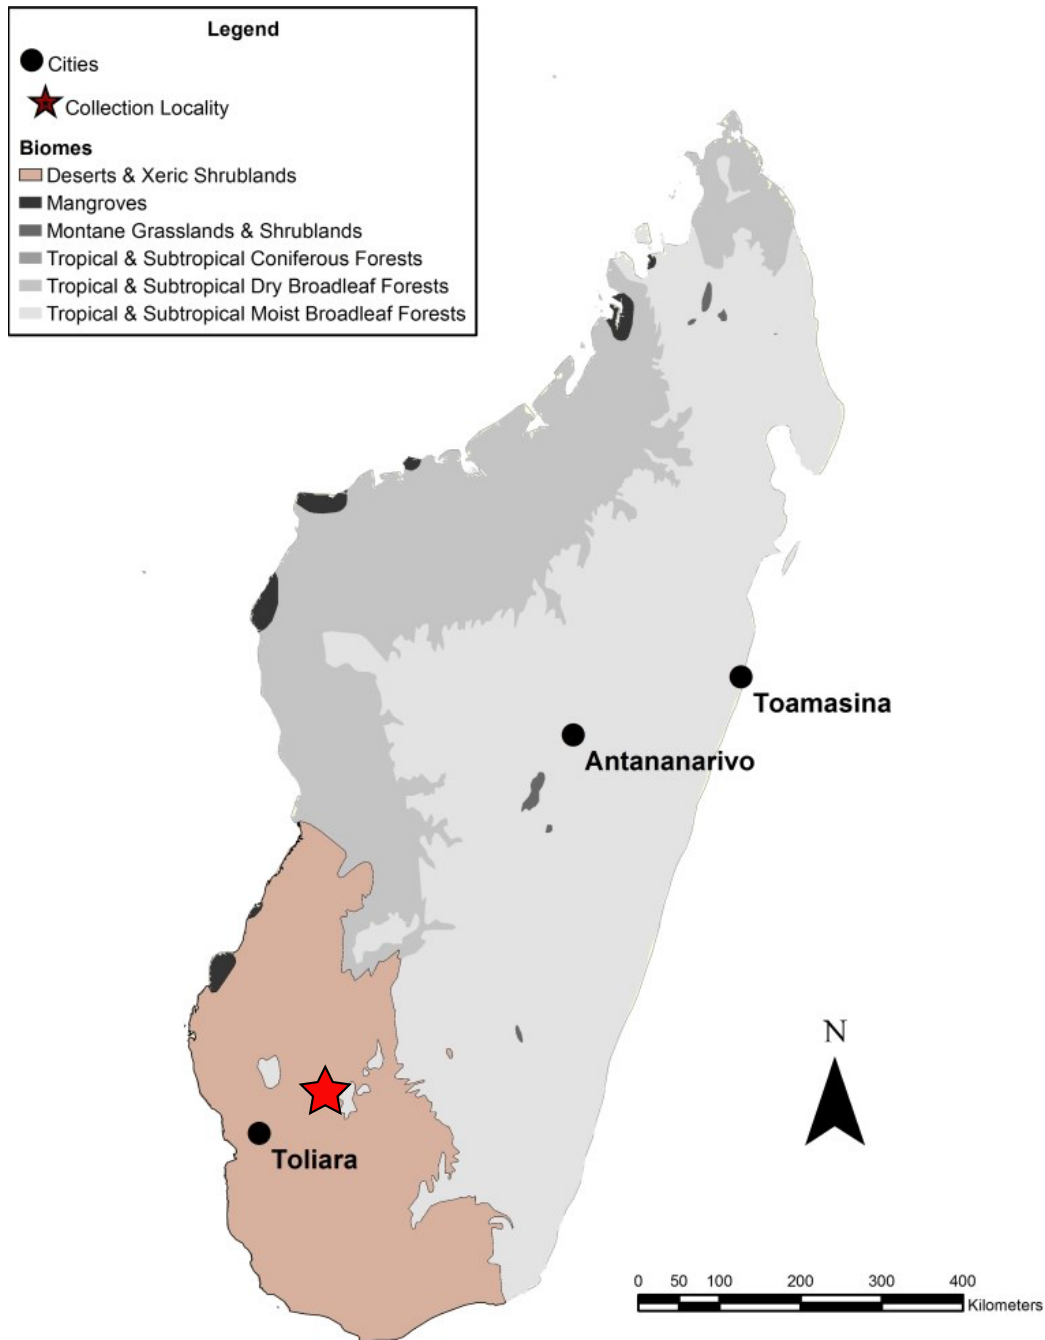 Legend
Cities
Collection Locality
Biomes
Deserts & Xeric Shrublands
Mangroves
Montane Grasslands & Shrublands
Tropical & Subtropical Coniferous Forests
Tropical & Subtropical Dry Broadleaf Forests
Tropical & Subtropical Moist Broadleaf Forests
Toamasina
Antananarivo
N
Toliara
0 50 100 200 300 400
Kilometers